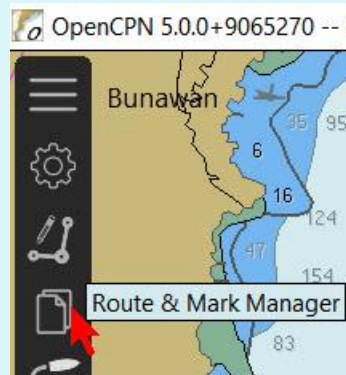 OpenCPN 5.0.0+9065270 --
Bunawan
35
95
6
16
124
47
154
Route & Mark Manager
83